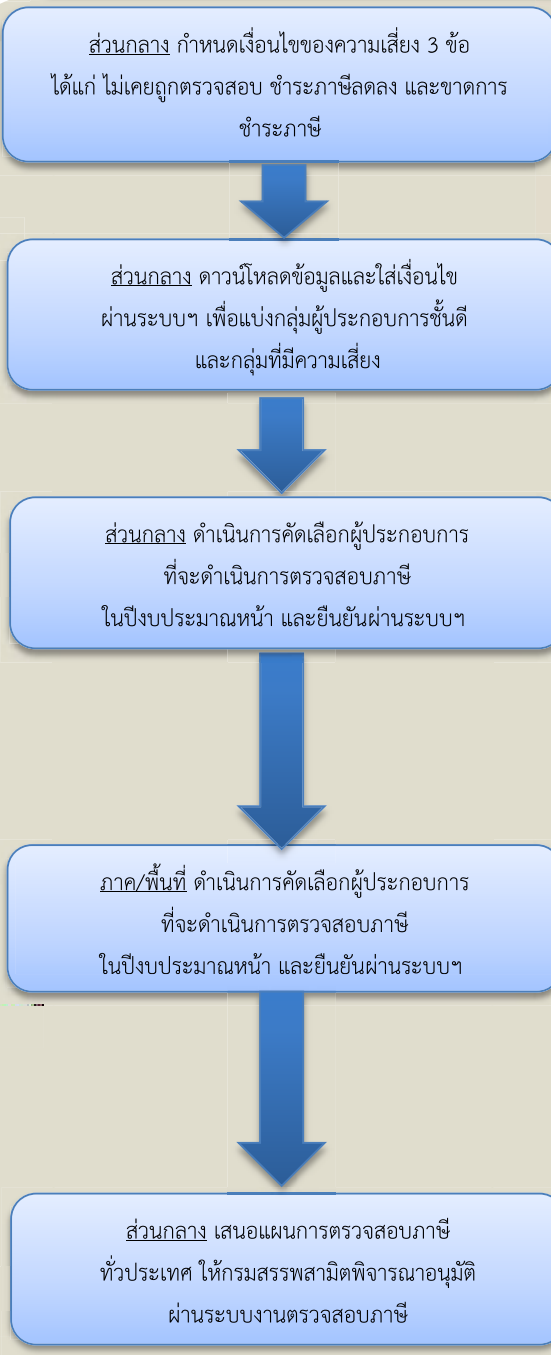 ส่วนกลาง กำหนดเงื่อนไขของความเสี่ยง 3 ข้อ
ได้แก่ ไม่เคยถูกตรวจสอบ ชำระภาษีลดลง และขาดการ
ชำระภาษี
ส่วนกลาง ดาวน์โหลดข้อมูลและใส่เงื่อนไข
ผ่านระบบฯ เพื่อแบ่งกลุ่มผู้ประกอบการชั้นดี
และกลุ่มที่มีความเสี่ยง
ส่วนกลาง ดำเนินการคัดเลือกผู้ประกอบการ
ที่จะดำเนินการตรวจสอบภาษี
ในปีงบประมาณหน้า และยืนยันผ่านระบบฯ
ภาค/พื้นที่ ดำเนินการคัดเลือกผู้ประกอบการ
ที่จะดำเนินการตรวจสอบภาษี
ในปีงบประมาณหน้า และยืนยันผ่านระบบฯ
ส่วนกลาง เสนอแผนการตรวจสอบภาษี
ทั่วประเทศ ให้กรมสรรพสามิตพิจารณาอนุมัติ
ผ่านระบบงานตรวจสอบภาษี